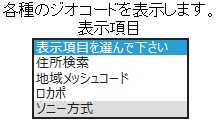 各種のジオコードを表示します。
表示項目
表示項目を選んで下さい
住所検索
地域メッシュコード
ロカポ
ソニー方式